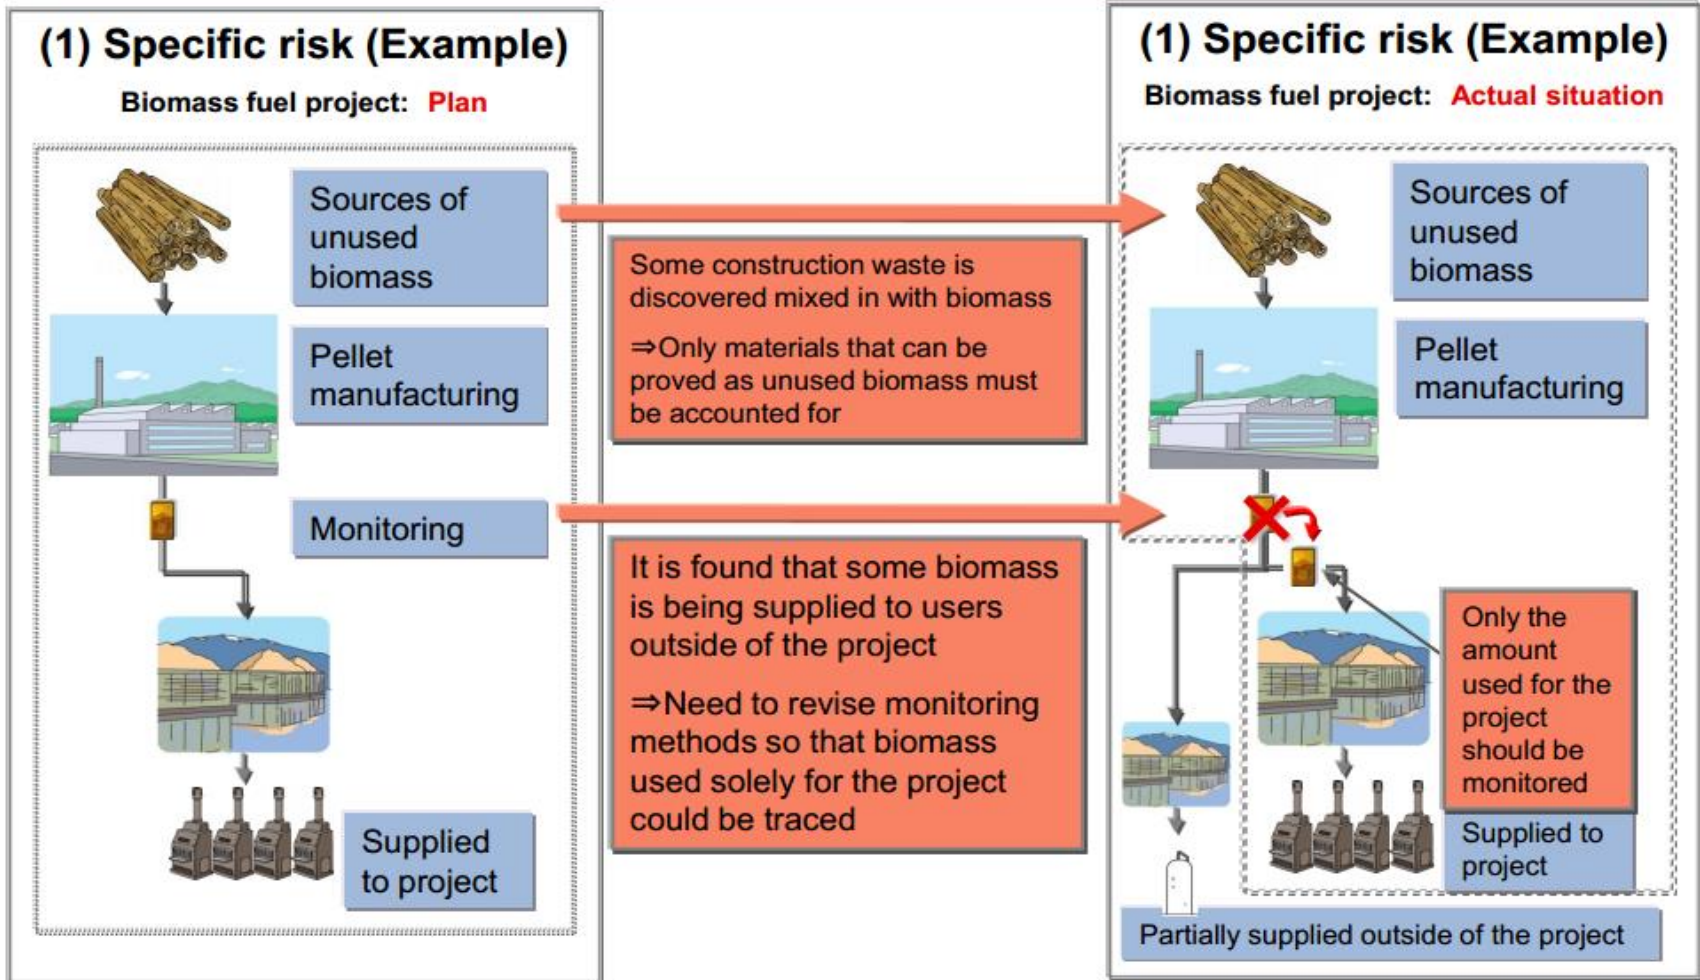 (1) Specific risk (Example)
Biomass fuel project: Plan
Sources of
unused
biomass
Pellet
manufacturing
Monitoring
Supplied
to project
Some construction waste is
discovered mixed in with biomass
⇒Only materials that can be
proved as unused biomass must
be accounted for
It is found that some biomass
is being supplied to users
outside of the project
⇒Need to revise monitoring
methods so that biomass
used solely for the project
could be traced
(1) Specific risk (Example)
Biomass fuel project: Actual situation
Sources of
unused
biomass
Pellet
manufacturing
Only the
amount
used for the
project
should be
monitored
Supplied to
project
Partially supplied outside of the project